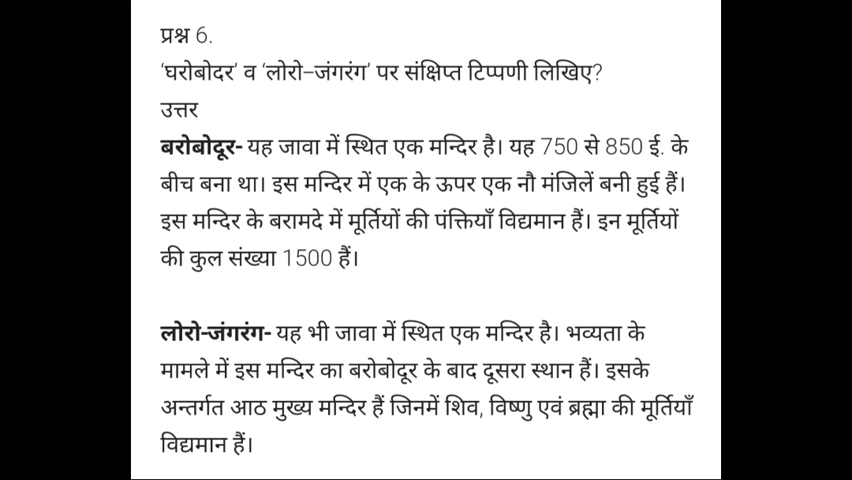 प्रश्न 6.
'घरोबोदर' व 'लोरो–जंगरंग' पर संक्षिप्त टिप्पणी लिखिए?
उत्तर
बरोबोदूर- यह जावा में स्थित एक मन्दिर है। यह 750 से 850 ई. के
बीच बना था। इस मन्दिर में एक के ऊपर एक नौ मंजिलें बनी हुई हैं।
इस मन्दिर के बरामदे में मूर्तियों की पंक्तियाँ विद्यमान हैं। इन मूर्तियों
की कुल संख्या 1500 हैं।
लोरो-जंगरंग- यह भी जावा में स्थित एक मन्दिर है। भव्यता के
मामले में इस मन्दिर का बरोबोदूर के बाद दूसरा स्थान हैं। इसके
अन्तर्गत आठ मुख्य मन्दिर हैं जिनमें शिव, विष्णु एवं ब्रह्मा की मूर्तियाँ
विद्यमान हैं।